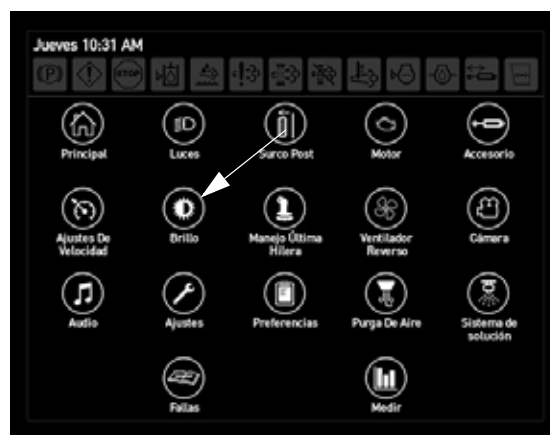 Jueves 10:31 AM
(P) STOP
Principal Luces Surco Post Motor Accesorio
Ajustes De Velocidad Brillo Manejo Última Hilera Ventilador Reverso Cámara
Audio Ajustes Preferencias Purga De Aire Sistema de solución
Fallas Medir